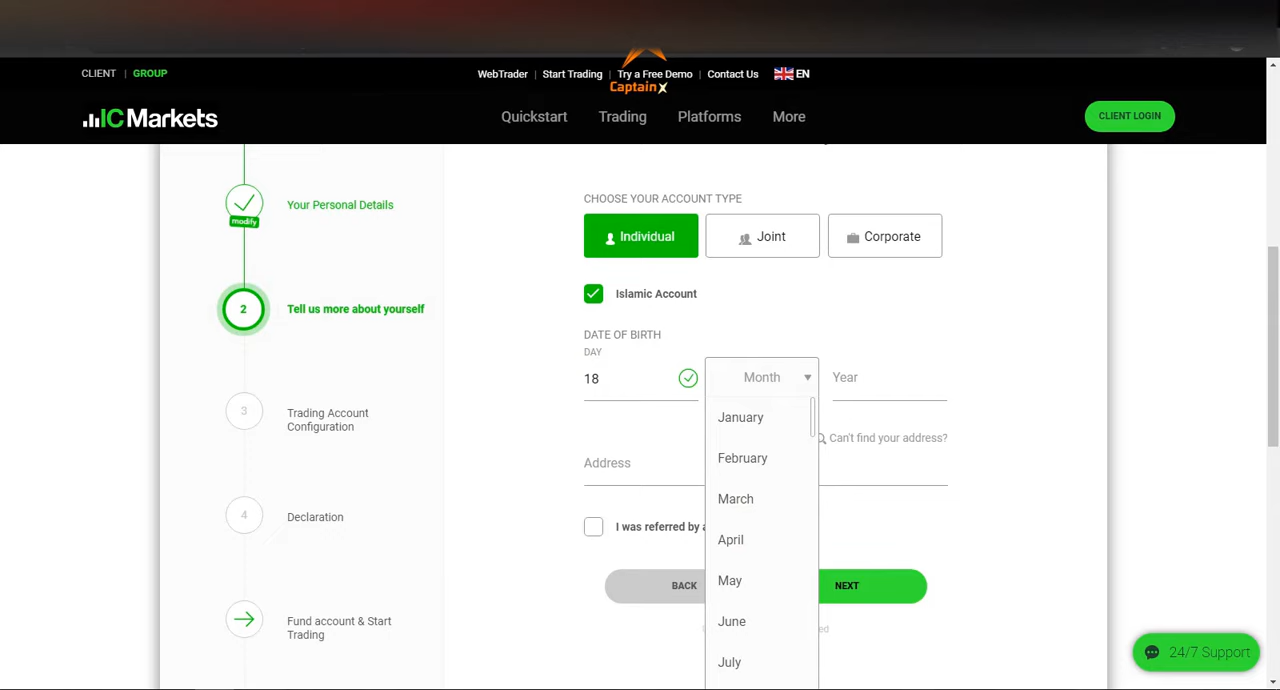 CLIENT | GROUP
WebTrader | Start Trading | Try a Free Demo | Contact Us EN
CaptainX
IC Markets
Quickstart Trading Platforms More
CLIENT LOGIN
Your Personal Details
modify
2 Tell us more about yourself
3 Trading Account
Configuration
4 Declaration
Fund account & Start
Trading
CHOOSE YOUR ACCOUNT TYPE
Individual Joint Corporate
Islamic Account
DATE OF BIRTH
DAY
18 Month Year
January
February
March
April
May
June
July
Can't find your address?
Address
I was referred by a
BACK NEXT
24/7 Support